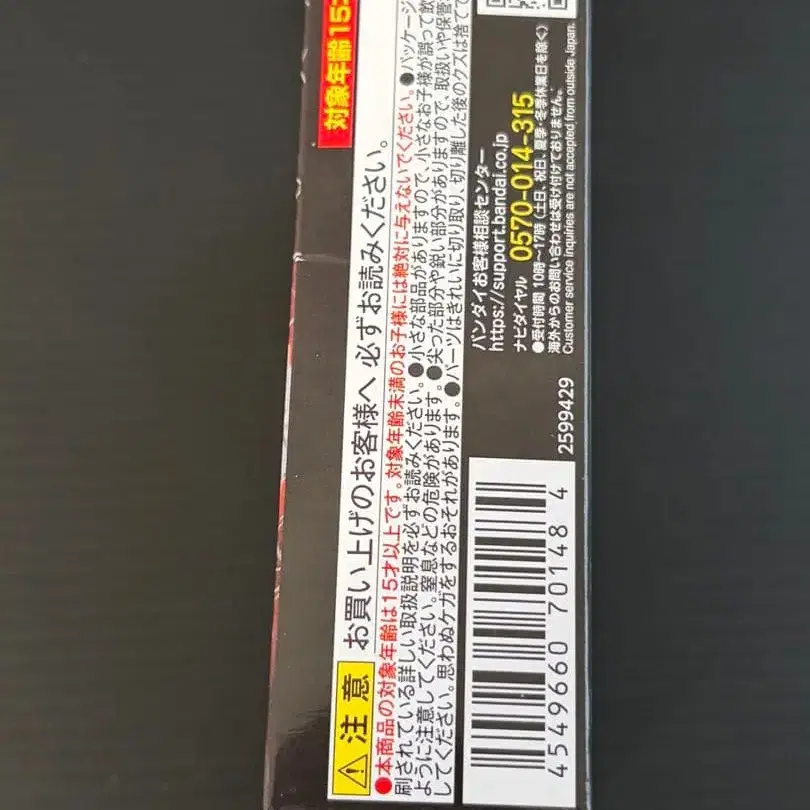 対象年齢15才
⚠注意 お買い上げのお客様へ 必ずお読みください。
●本商品の対象年齢は15才以上です。対象年齢未満のお子様には絶対に与えないでください。●パッケージ
刷されている詳しい取扱説明を必ずお読みください。●小さな部品がありますので、小さなお子様が誤って飲
ように注意してください。窒息などの危険があります。●尖った部分や鋭い部分がありますので、取扱いや保管
してください。思わぬケガをするおそれがあります。●パーツはきれいに切り取り、切り離した後のクズは捨てて
バンダイお客様相談センター
https://support.bandai.co.jp
ナビダイヤル 0570-014-315
●受付時間 10時～17時(土日、祝日、夏季・冬季休業日を除く)
海外からのお問い合わせは受け付けておりません。
Customer service inquiries are not accepted from outside Japan.
2599429
4549660 701484